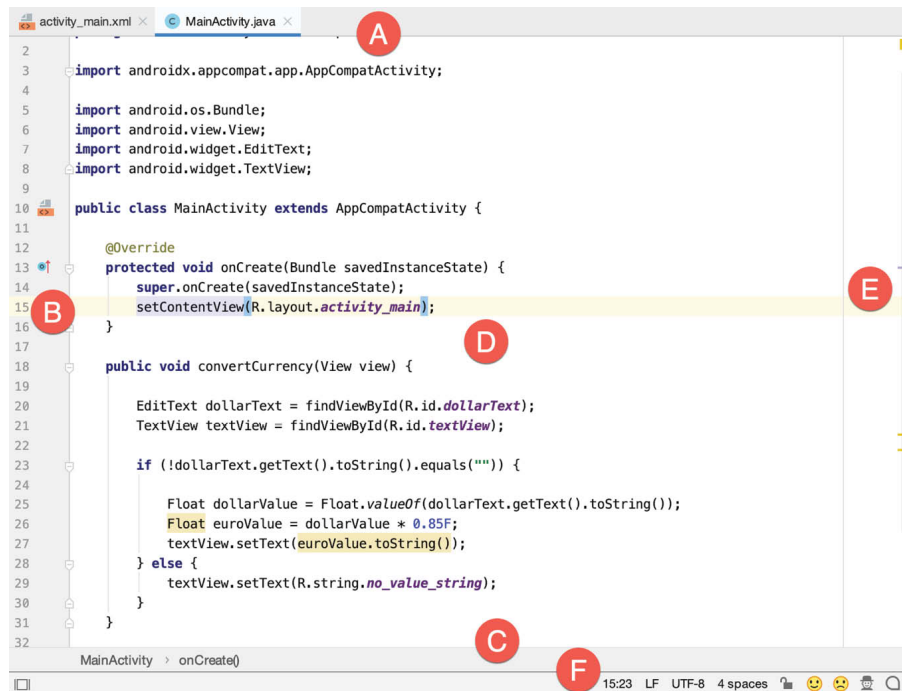 activity_main.xml MainActivity.java
A
2
3 import androidx.appcompat.app.AppCompatActivity;
4
5 import android.os.Bundle;
6 import android.view.View;
7 import android.widget.EditText;
8 import android.widget.TextView;
9
10 public class MainActivity extends AppCompatActivity {
11
12 @Override
13 protected void onCreate(Bundle savedInstanceState) {
14 super.onCreate(savedInstanceState);
E
15 B setContentView(R.layout.activity_main);
16 }
D
17
18 public void convertCurrency(View view) {
19
20 EditText dollarText = findViewById(R.id.dollarText);
21 TextView textView = findViewById(R.id.textView);
22
23 if (!dollarText.getText().toString().equals("")) {
24
25 Float dollarValue = Float.valueOf(dollarText.getText().toString());
26 Float euroValue = dollarValue * 0.85F;
27 textView.setText(euroValue.toString());
28 } else {
29 textView.setText(R.string.no_value_string);
30 }
31 }
32
C
MainActivity › onCreate()
F
15:23 LF UTF-8 4 spaces